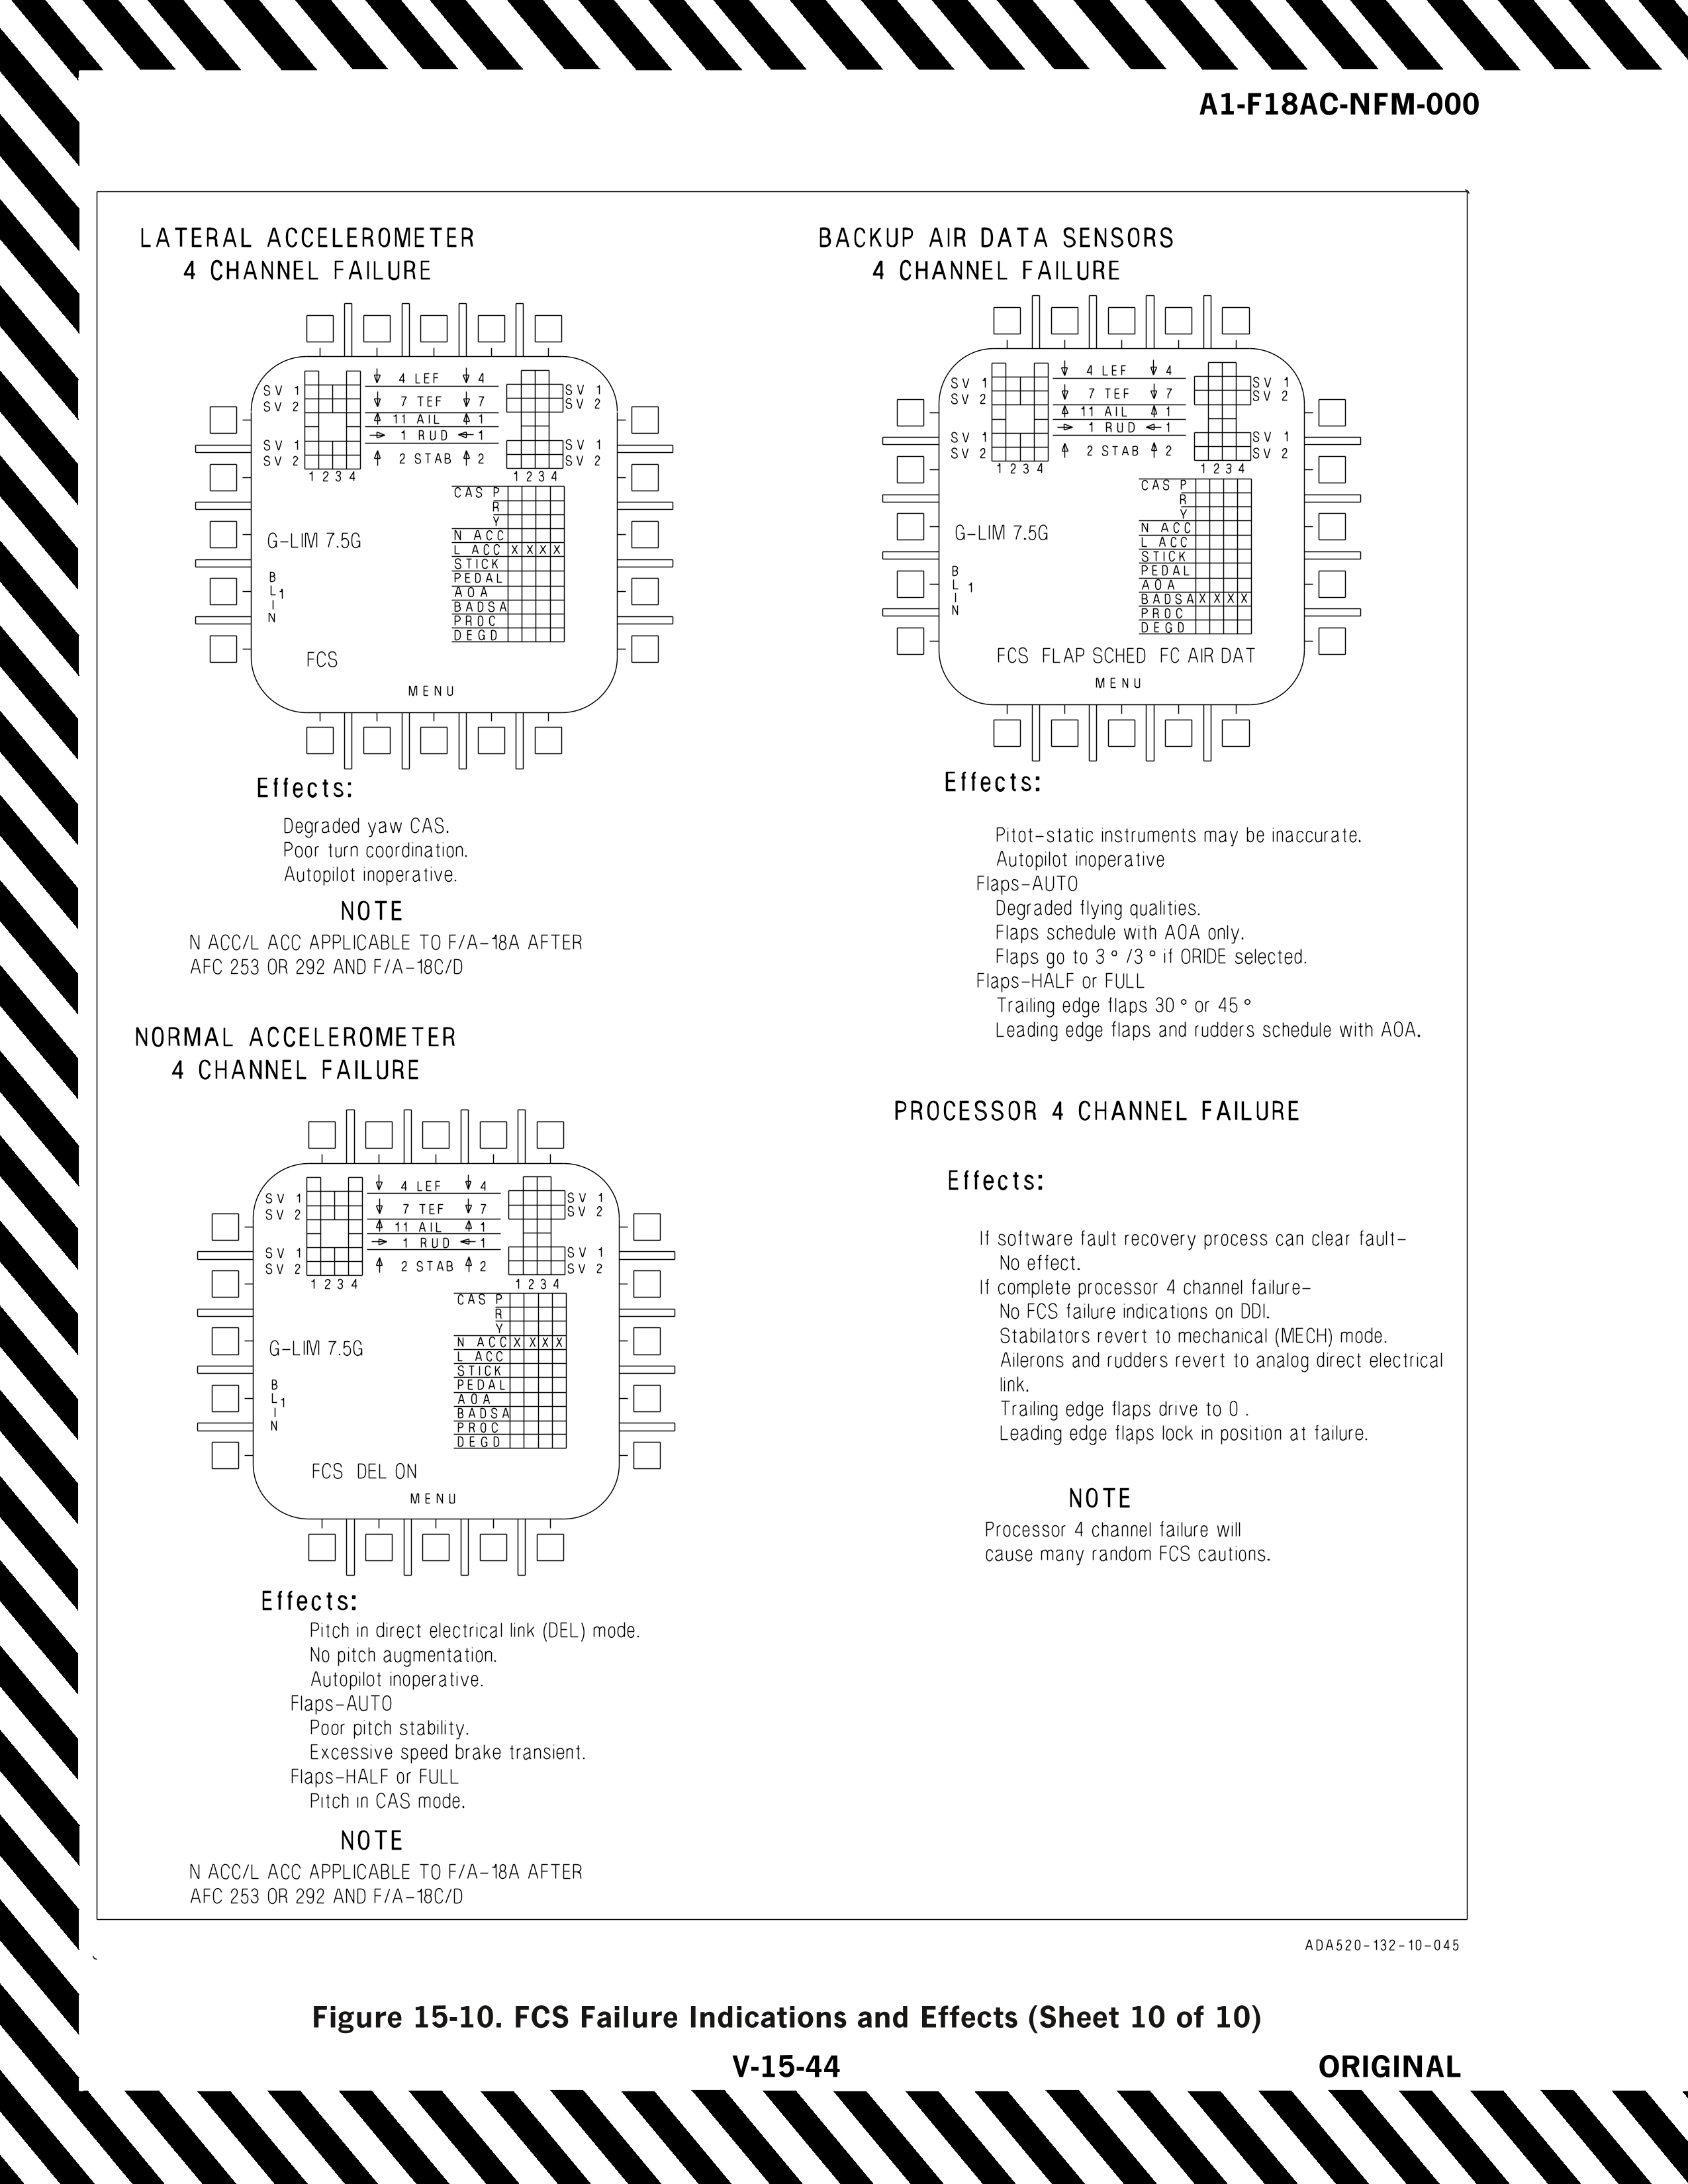 A1-F18AC-NFM-000
LATERAL ACCELEROMETER
4 CHANNEL FAILURE
SV 1
SV 2
SV 1
SV 2
1 2 3 4
4 LEF 4
7 TEF 7
11 AIL 1
1 RUD 1
2 STAB 2
SV 1
SV 2
SV 1
SV 2
1 2 3 4
CAS P
R
Y
N ACC
L ACC X X X X
STICK
PEDAL
AOA
BADSA
PROC
DEGD
G-LIM 7.5G
B
L1
I
N
FCS
MENU
Effects:
Degraded yaw CAS.
Poor turn coordination.
Autopilot inoperative.
NOTE
N ACC/L ACC APPLICABLE TO F/A-18A AFTER
AFC 253 OR 292 AND F/A-18C/D
NORMAL ACCELEROMETER
4 CHANNEL FAILURE
SV 1
SV 2
SV 1
SV 2
1 2 3 4
4 LEF 4
7 TEF 7
11 AIL 1
1 RUD 1
2 STAB 2
SV 1
SV 2
SV 1
SV 2
1 2 3 4
CAS P
R
Y
N ACC X X X X
L ACC
STICK
PEDAL
AOA
BADSA
PROC
DEGD
G-LIM 7.5G
B
L1
I
N
FCS DEL ON
MENU
Effects:
Pitch in direct electrical link (DEL) mode.
No pitch augmentation.
Autopilot inoperative.
Flaps-AUTO
Poor pitch stability.
Excessive speed brake transient.
Flaps-HALF or FULL
Pitch in CAS mode.
NOTE
N ACC/L ACC APPLICABLE TO F/A-18A AFTER
AFC 253 OR 292 AND F/A-18C/D
BACKUP AIR DATA SENSORS
4 CHANNEL FAILURE
SV 1
SV 2
SV 1
SV 2
1 2 3 4
4 LEF 4
7 TEF 7
11 AIL 1
1 RUD 1
2 STAB 2
SV 1
SV 2
SV 1
SV 2
1 2 3 4
CAS P
R
Y
N ACC
L ACC
STICK
PEDAL
AOA
BADSA X X X X
PROC
DEGD
G-LIM 7.5G
B
L 1
I
N
FCS FLAP SCHED FC AIR DAT
MENU
Effects:
Pitot-static instruments may be inaccurate.
Autopilot inoperative
Flaps-AUTO
Degraded flying qualities.
Flaps schedule with AOA only.
Flaps go to 3° /3° if ORIDE selected.
Flaps-HALF or FULL
Trailing edge flaps 30° or 45°
Leading edge flaps and rudders schedule with AOA.
PROCESSOR 4 CHANNEL FAILURE
Effects:
If software fault recovery process can clear fault-
No effect.
If complete processor 4 channel failure-
No FCS failure indications on DDI.
Stabilators revert to mechanical (MECH) mode.
Ailerons and rudders revert to analog direct electrical
link.
Trailing edge flaps drive to 0 .
Leading edge flaps lock in position at failure.
NOTE
Processor 4 channel failure will
cause many random FCS cautions.
ADA520-132-10-045
Figure 15-10. FCS Failure Indications and Effects (Sheet 10 of 10)
V-15-44
ORIGINAL